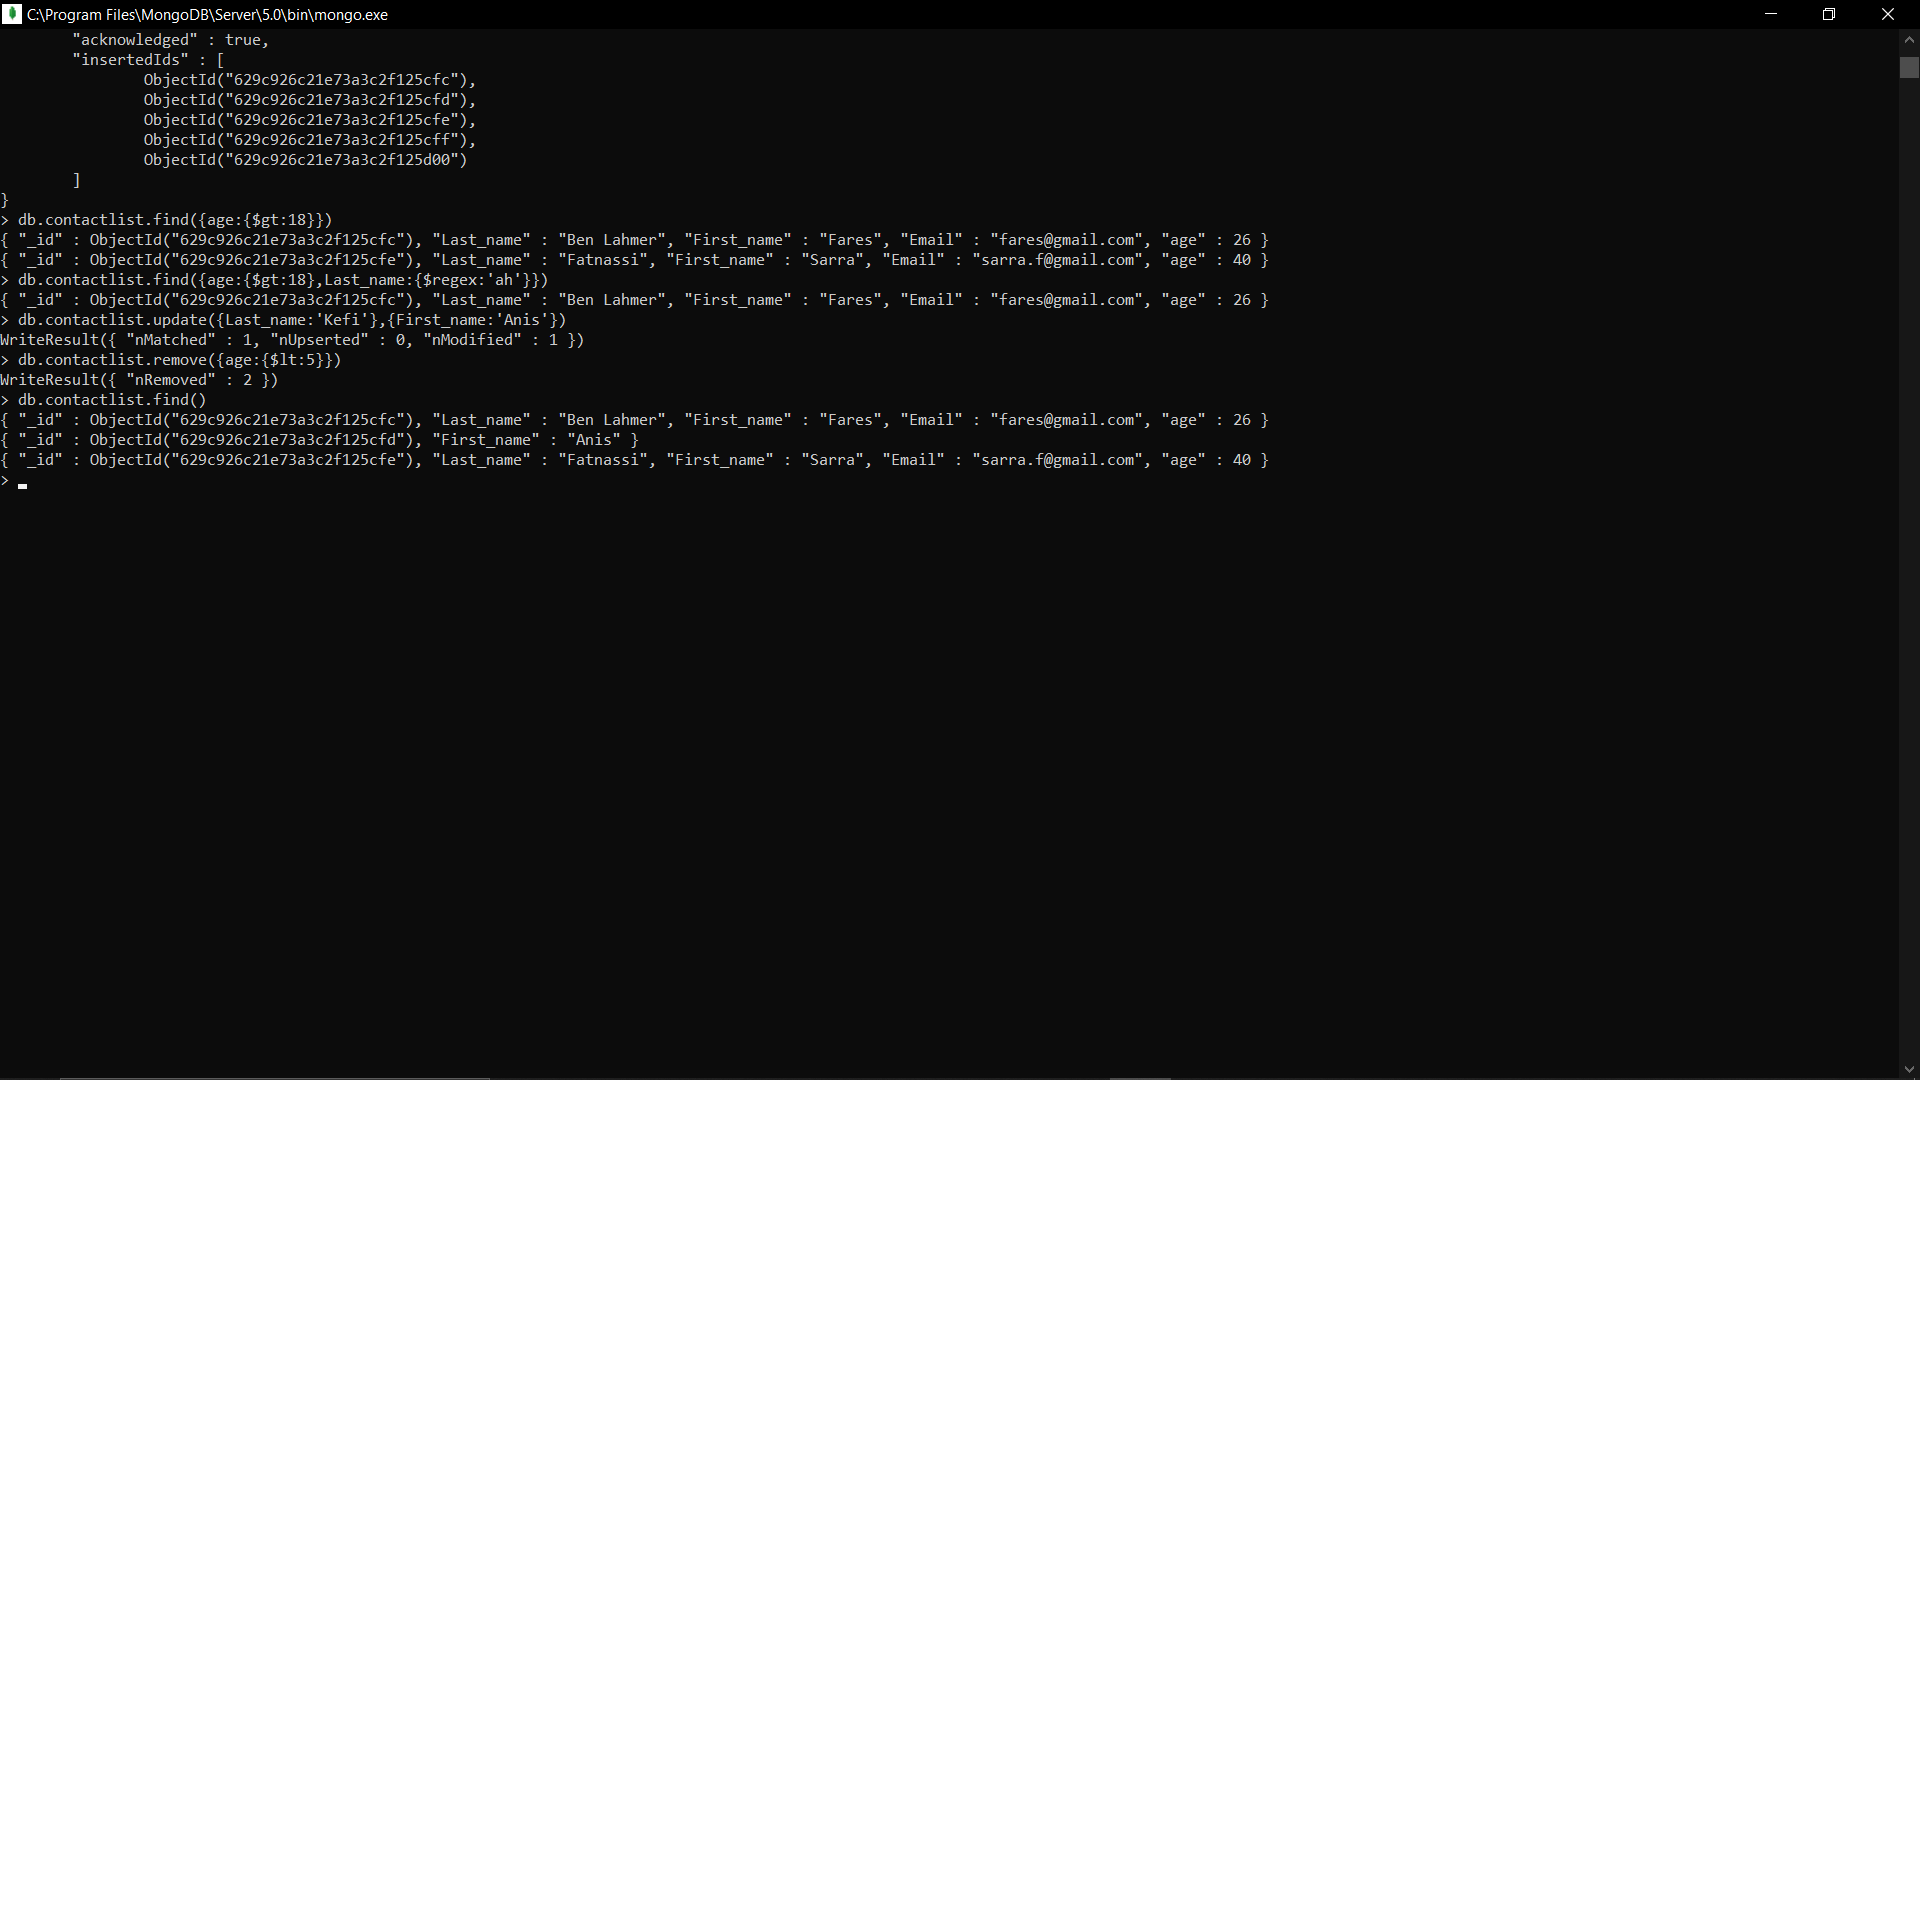 C:\Program Files\MongoDB\Server\5.0\bin\mongo.exe
        "acknowledged" : true,
        "insertedIds" : [
                ObjectId("629c926c21e73a3c2f125cfc"),
                ObjectId("629c926c21e73a3c2f125cfd"),
                ObjectId("629c926c21e73a3c2f125cfe"),
                ObjectId("629c926c21e73a3c2f125cff"),
                ObjectId("629c926c21e73a3c2f125d00")
        ]
}
> db.contactlist.find({age:{$gt:18}})
{ "_id" : ObjectId("629c926c21e73a3c2f125cfc"), "Last_name" : "Ben Lahmer", "First_name" : "Fares", "Email" : "fares@gmail.com", "age" : 26 }
{ "_id" : ObjectId("629c926c21e73a3c2f125cfe"), "Last_name" : "Fatnassi", "First_name" : "Sarra", "Email" : "sarra.f@gmail.com", "age" : 40 }
> db.contactlist.find({age:{$gt:18},Last_name:{$regex:'ah'}})
{ "_id" : ObjectId("629c926c21e73a3c2f125cfc"), "Last_name" : "Ben Lahmer", "First_name" : "Fares", "Email" : "fares@gmail.com", "age" : 26 }
> db.contactlist.update({Last_name:'Kefi'},{First_name:'Anis'})
WriteResult({ "nMatched" : 1, "nUpserted" : 0, "nModified" : 1 })
> db.contactlist.remove({age:{$lt:5}})
WriteResult({ "nRemoved" : 2 })
> db.contactlist.find()
{ "_id" : ObjectId("629c926c21e73a3c2f125cfc"), "Last_name" : "Ben Lahmer", "First_name" : "Fares", "Email" : "fares@gmail.com", "age" : 26 }
{ "_id" : ObjectId("629c926c21e73a3c2f125cfd"), "First_name" : "Anis" }
{ "_id" : ObjectId("629c926c21e73a3c2f125cfe"), "Last_name" : "Fatnassi", "First_name" : "Sarra", "Email" : "sarra.f@gmail.com", "age" : 40 }
>